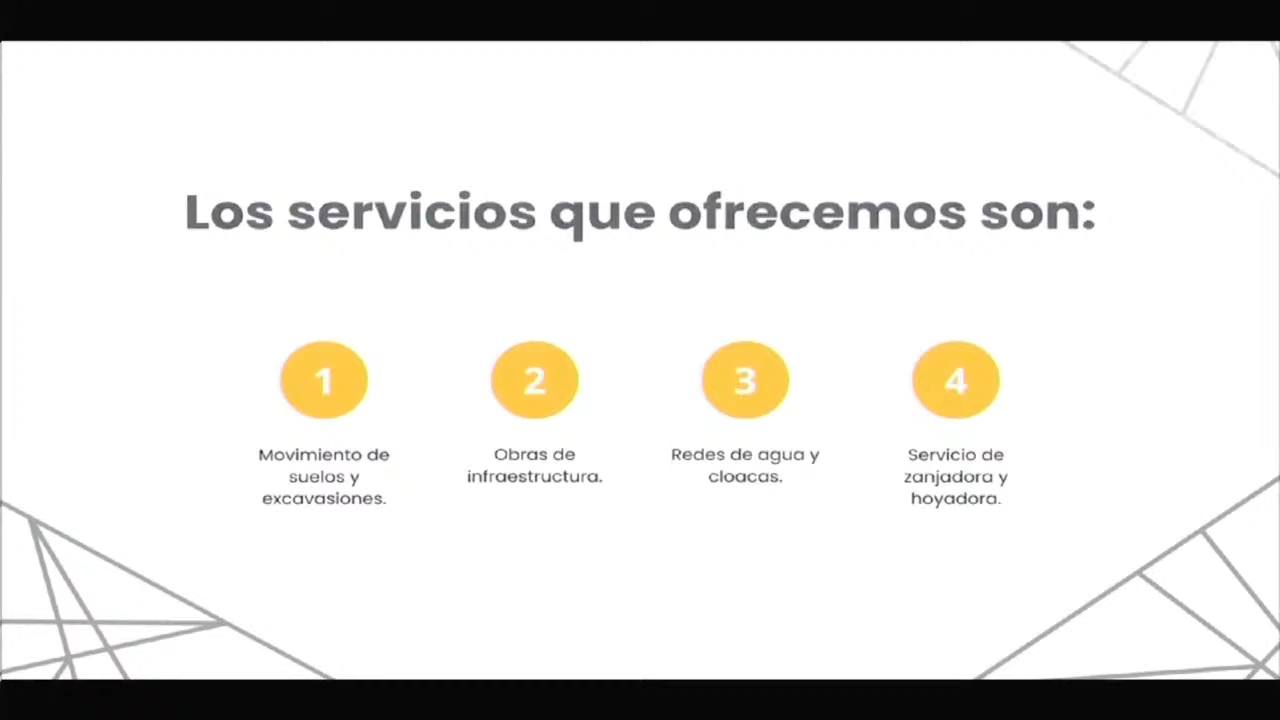 Los servicios que ofrecemos son:
1
2
3
4
Movimiento de
suelos y
excavasiones.
Obras de
infraestructura.
Redes de agua y
cloacas.
Servicio de
zanjadora y
hoyadora.